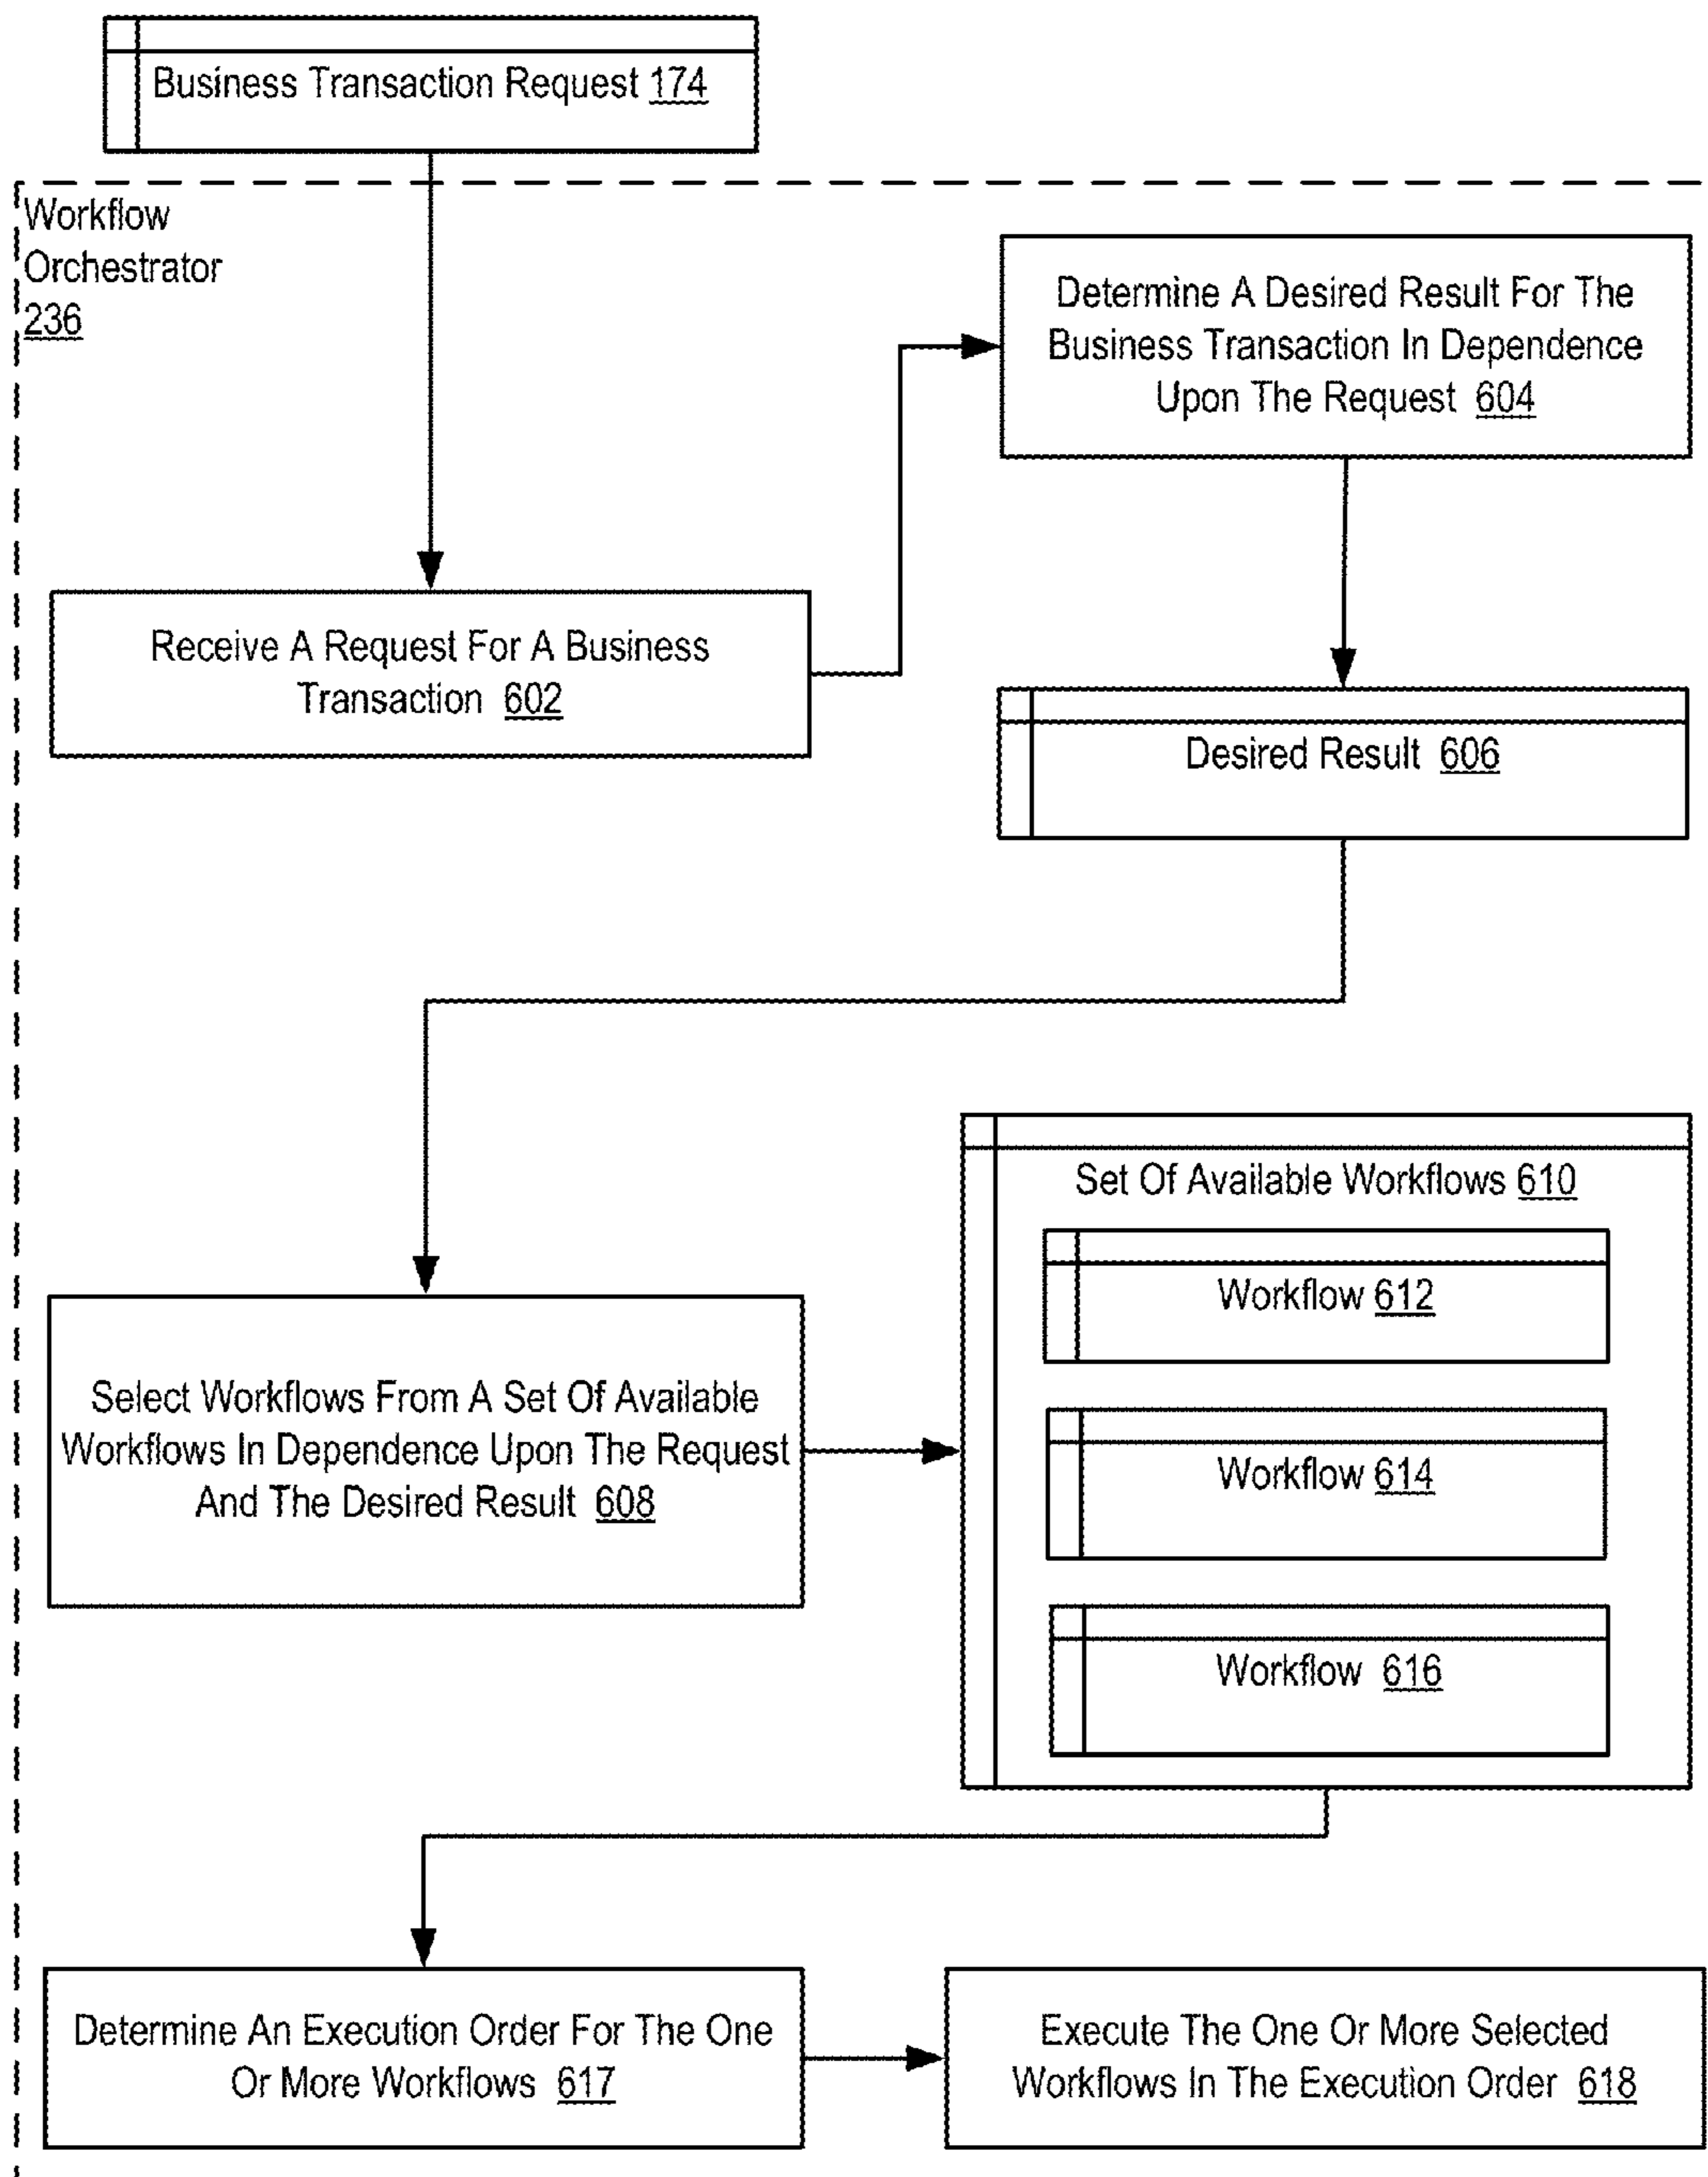 Business Transaction Request 174
Workflow
Orchestrator
236
Determine A Desired Result For The
Business Transaction In Dependence
Upon The Request 604
Receive A Request For A Business
Transaction 602
Desired Result 606
Set Of Available Workflows 610
Workflow 612
Select Workflows From A Set Of Available
Workflows In Dependence Upon The Request
And The Desired Result 608
Workflow 614
Workflow 616
Determine An Execution Order For The One
Or More Workflows 617
Execute The One Or More Selected
Workflows In The Execution Order 618